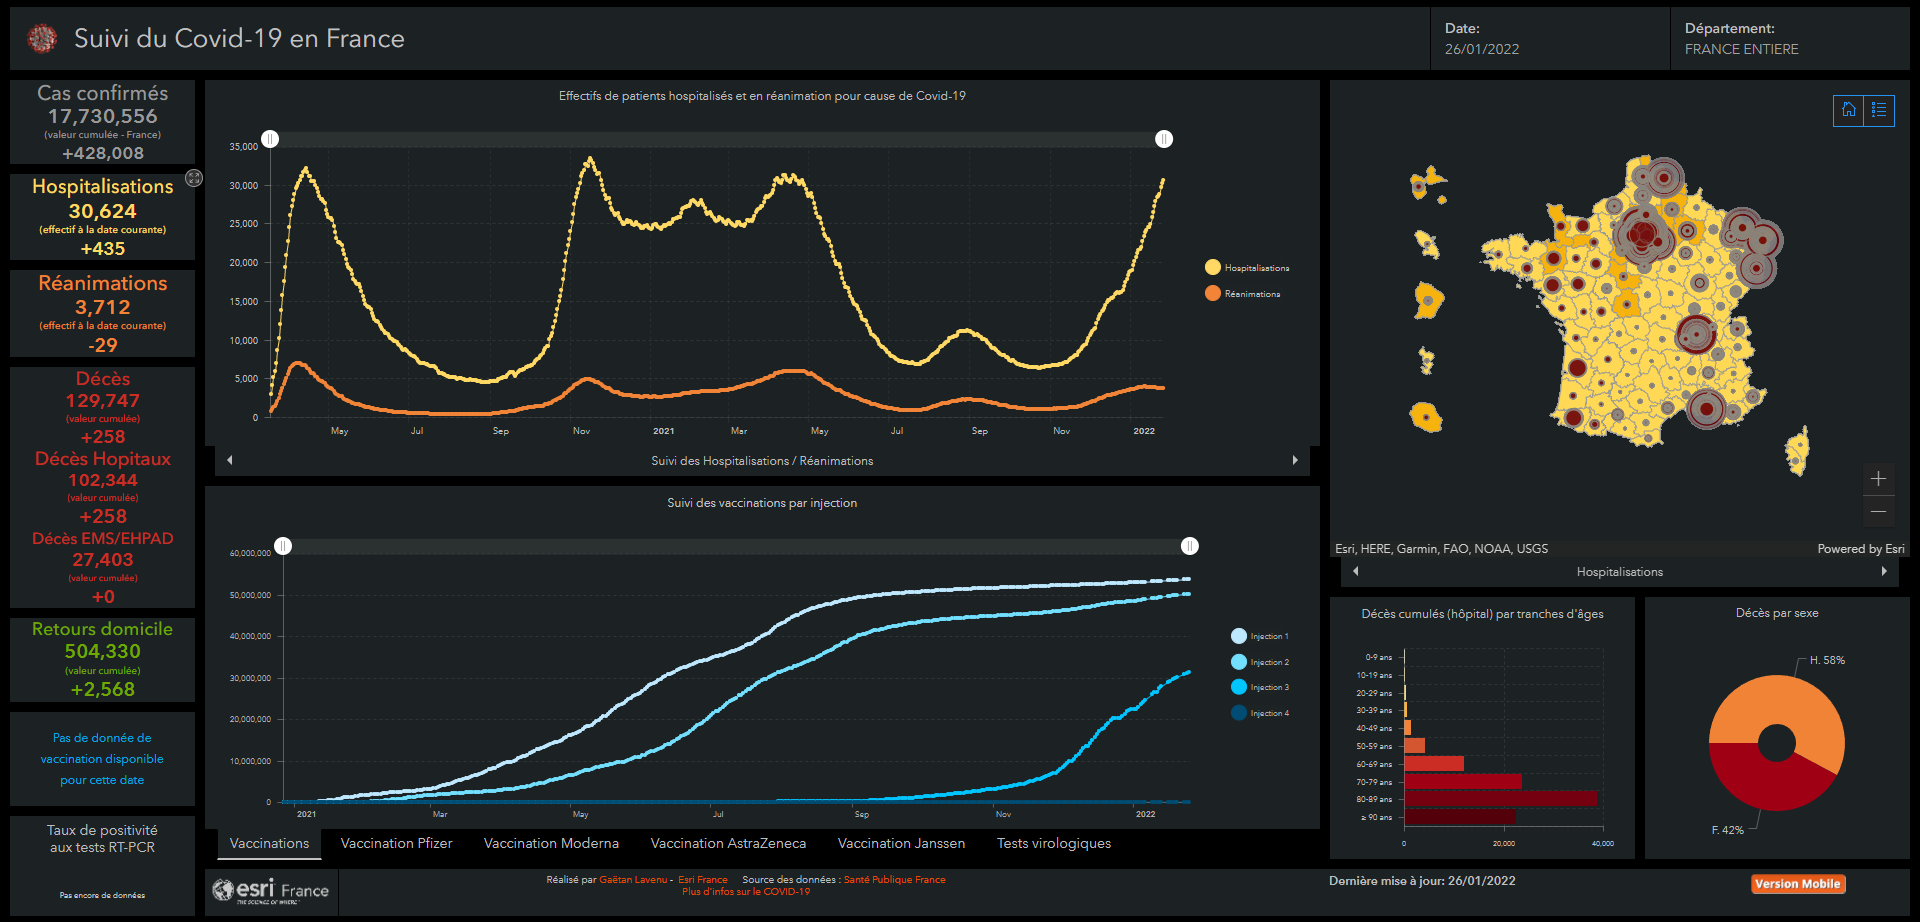 Suivi du Covid-19 en France
Date:
26/01/2022
Département:
FRANCE ENTIERE
Cas confirmés
17,730,556
(valeur cumulée - France)
+428,008
Hospitalisations
30,624
(effectif à la date courante)
+435
Réanimations
3,712
(effectif à la date courante)
-29
Décès
129,747
(valeur cumulée)
+258
Décès Hopitaux
102,344
(valeur cumulée)
+258
Décès EMS/EHPAD
27,403
(valeur cumulée)
+0
Retours domicile
504,330
(valeur cumulée)
+2,568
Pas de donnée de
vaccination disponible
pour cette date
Taux de positivité
aux tests RT-PCR
Pas encore de données
Effectifs de patients hospitalisés et en réanimation pour cause de Covid-19
35,000
30,000
25,000
20,000
15,000
10,000
5,000
0
May Jul Sep Nov 2021 Mar May Jul Sep Nov 2022
Hospitalisations
Réanimations
Suivi des Hospitalisations / Réanimations
Suivi des vaccinations par injection
60,000,000
50,000,000
40,000,000
30,000,000
20,000,000
10,000,000
0
2021 Mar May Jul Sep Nov 2022
Injection 1
Injection 2
Injection 3
Injection 4
Vaccinations Vaccination Pfizer Vaccination Moderna Vaccination AstraZeneca Vaccination Janssen Tests virologiques
Esri, HERE, Garmin, FAO, NOAA, USGS
Powered by Esri
Hospitalisations
Décès cumulés (hôpital) par tranches d'âges
0-9 ans
10-19 ans
20-29 ans
30-39 ans
40-49 ans
50-59 ans
60-69 ans
70-79 ans
80-89 ans
≥ 90 ans
0 20,000 40,000
Décès par sexe
H. 58%
F. 42%
esri France
THE SCIENCE OF WHERE
Réalisé par Gaëtan Lavenu - Esri France Source des données : Santé Publique France
Plus d'infos sur le COVID-19
Dernière mise à jour: 26/01/2022
Version Mobile